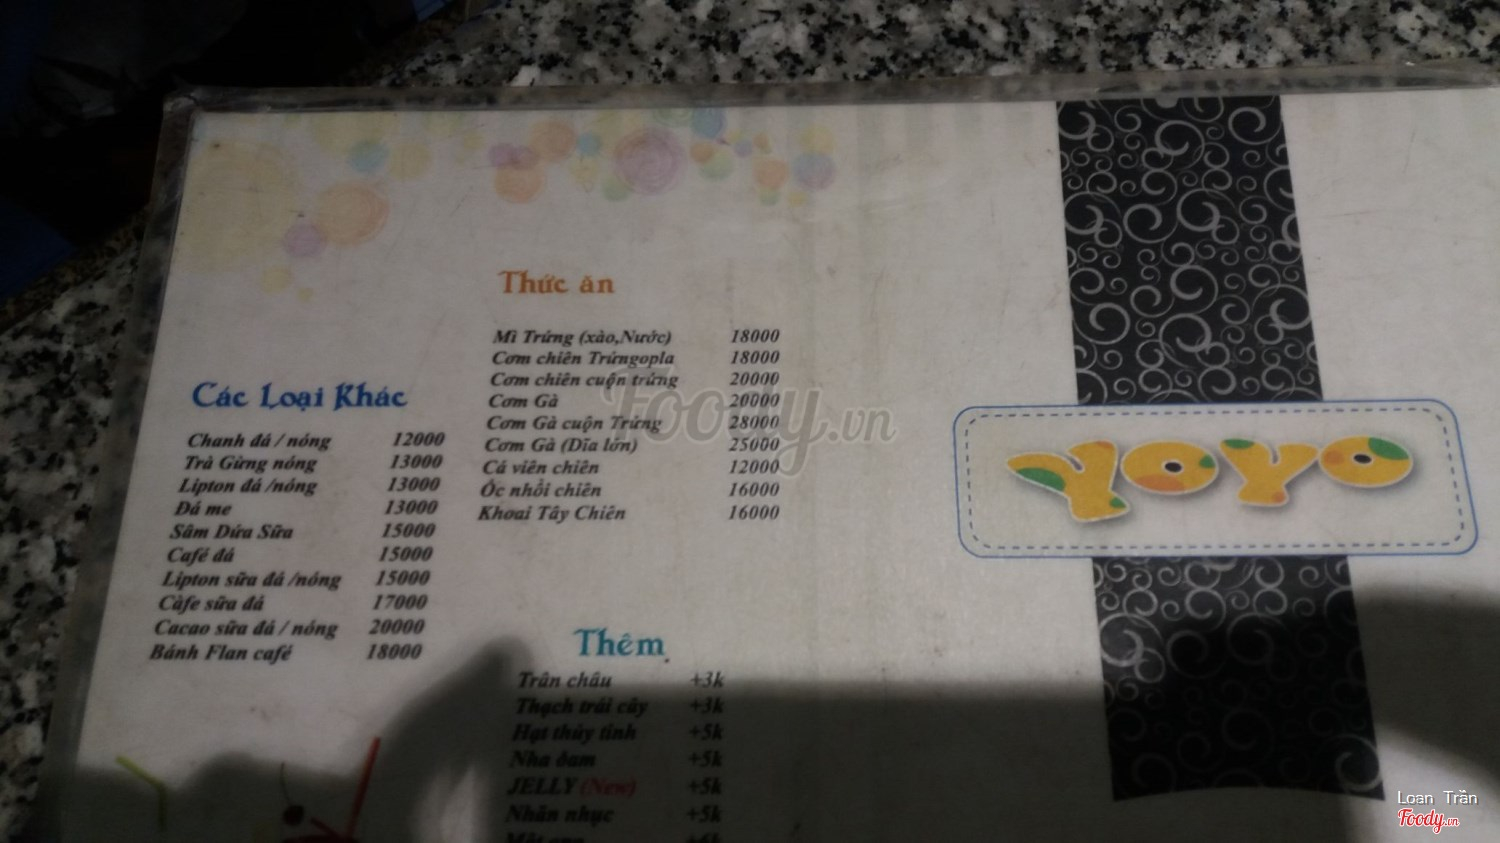 Thức ăn
Mì Trứng (xào,Nước) 18000
Cơm chiên Trứngopla 18000
Cơm chiên cuộn trứng 20000
Cơm Gà 20000
Cơm Gà cuộn Trứng 28000
Cơm Gà (Dĩa lớn) 25000
Cá viên chiên 12000
Ốc nhồi chiên 16000
Khoai Tây Chiên 16000
Các Loại Khác
Chanh đá / nóng 12000
Trà Gừng nóng 13000
Lipton đá /nóng 13000
Đá me 13000
Sâm Dứa Sữa 15000
Café đá 15000
Lipton sữa đá /nóng 15000
Càfe sữa đá 17000
Cacao sữa đá / nóng 20000
Bánh Flan café 18000
Thêm
Trân châu +3k
Thạch trái cây +3k
Hạt thủy tinh +5k
Nha đam +5k
JELLY (New) +5k
Nhãn nhục +5k
YOYO
Foody.vn
Loan Trần
Foody.vn